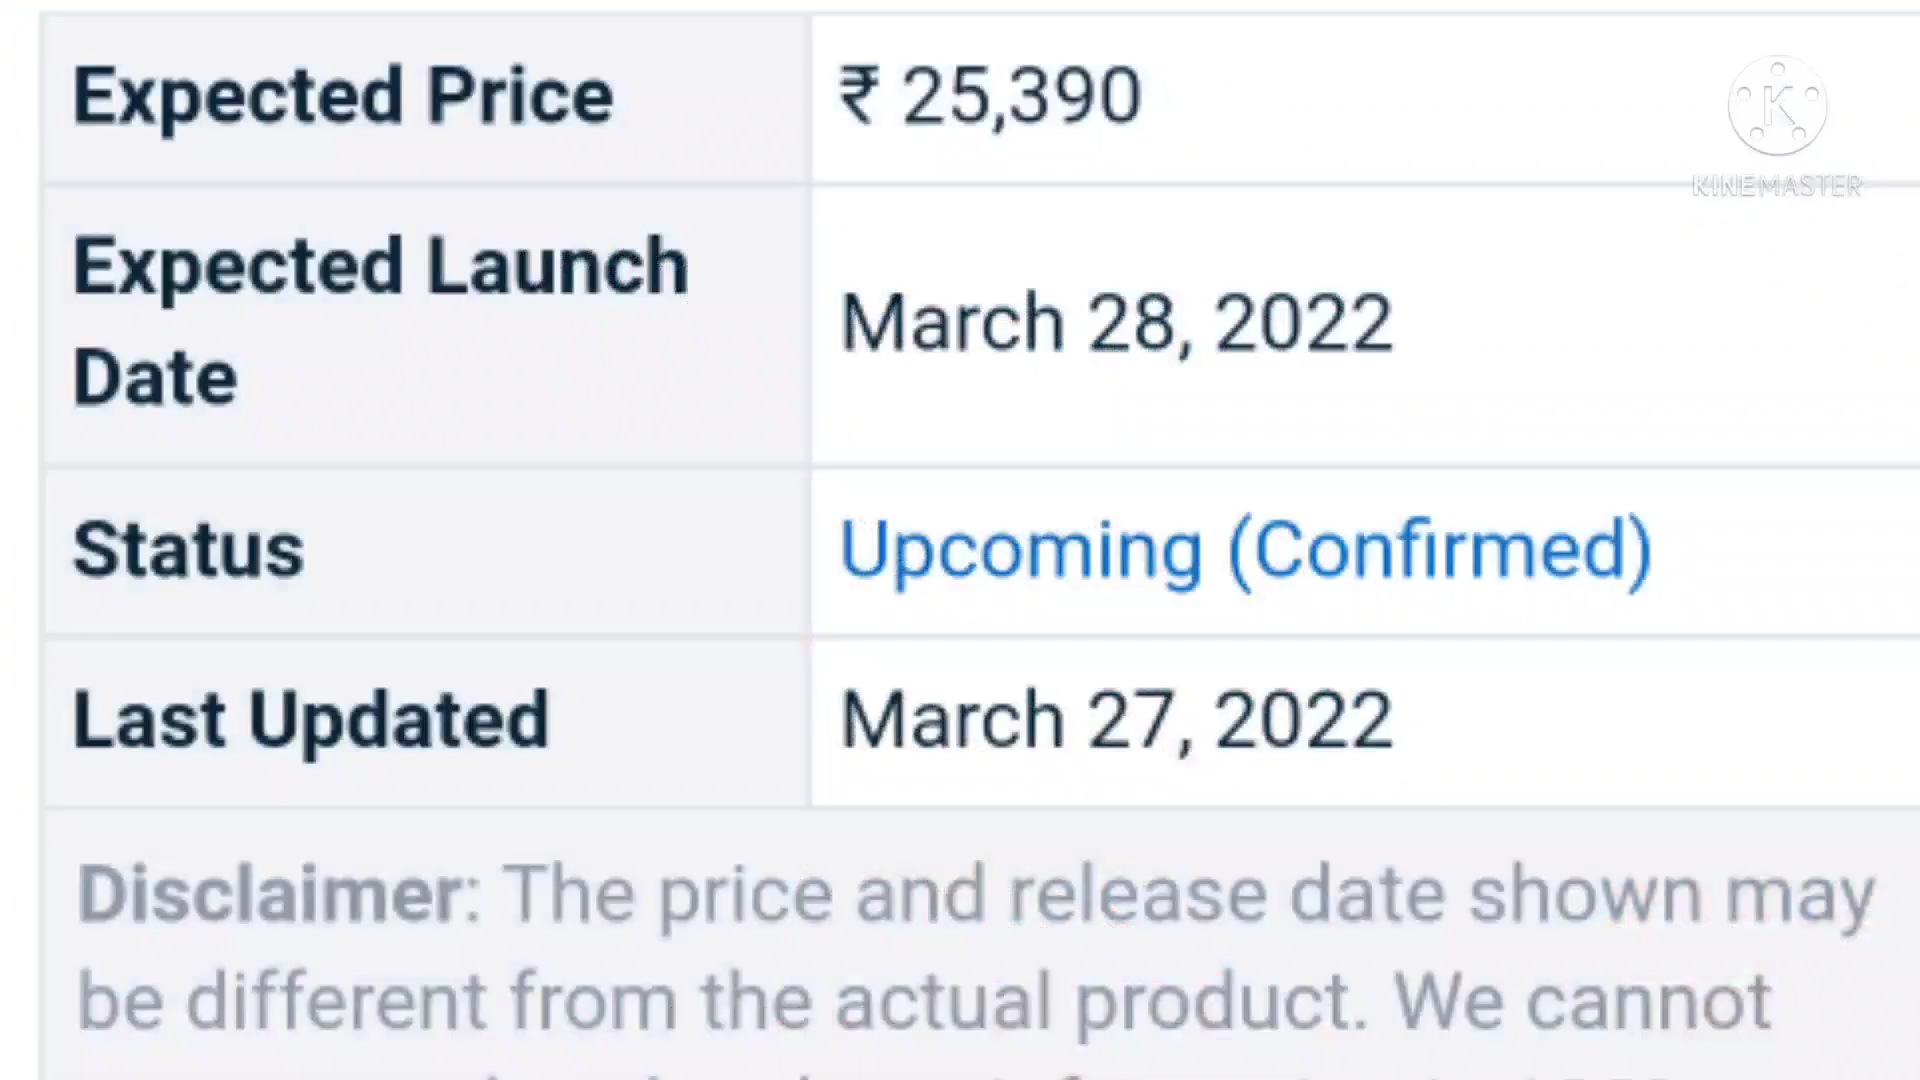 Expected Price
₹ 25,390
Expected Launch
Date
March 28, 2022
Status
Upcoming (Confirmed)
Last Updated
March 27, 2022
Disclaimer: The price and release date shown may
be different from the actual product. We cannot
K
KINEMASTER